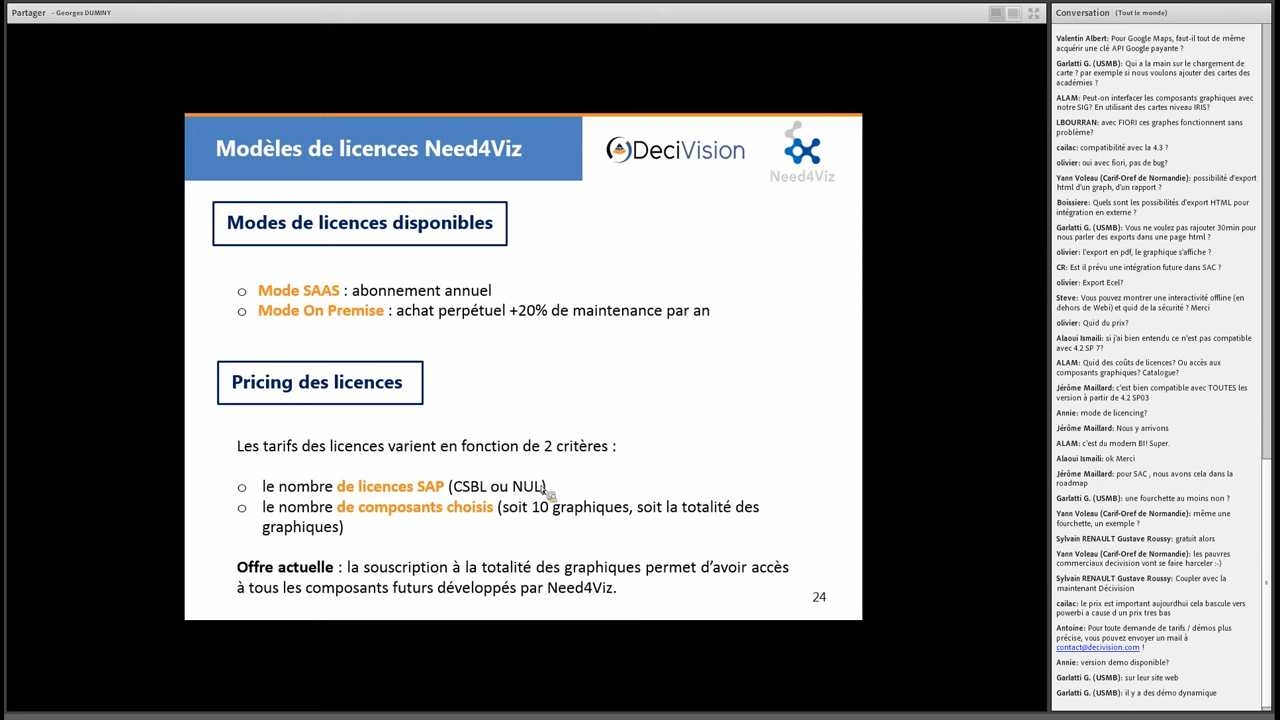 Partager - Georges DUMINY
Modèles de licences Need4Viz
DeciVision
Need4Viz
Modes de licences disponibles
o Mode SAAS : abonnement annuel
o Mode On Premise : achat perpétuel +20% de maintenance par an
Pricing des licences
Les tarifs des licences varient en fonction de 2 critères :
o le nombre de licences SAP (CSBL ou NUL)
o le nombre de composants choisis (soit 10 graphiques, soit la totalité des
graphiques)
Offre actuelle : la souscription à la totalité des graphiques permet d’avoir accès
à tous les composants futurs développés par Need4Viz.
24
Conversation (Tout le monde)
Valentin Albert: Pour Google Maps, faut-il tout de même
acquérir une clé API Google payante ?
Garlatti G. (USMB): Qui a la main sur le chargement de
carte ? par exemple si nous voulons ajouter des cartes des
académies ?
ALAM: Peut-on interfacer les composants graphiques avec
notre SIG? En utilisant des cartes niveau IRIS?
LBOURRAN: avec FIORI ces graphes fonctionnent sans
problème?
cailac: compatibilité avec la 4.3 ?
olivier: oui avec fiori, pas de bug?
Yann Voleau (Carif-Oref de Normandie): possibilité d'export
html d'un graph, d'un rapport ?
Boissiere: Quels sont les possibilités d'export HTML pour
intégration en externe ?
Garlatti G. (USMB): Vous ne voulez pas rajouter 30min pour
nous parler des exports dans une page html ?
olivier: l'export en pdf, le graphique s'affiche ?
CR: Est il prévu une intégration future dans SAC ?
olivier: Export Ecel?
Steve: Vous pouvez montrer une interactivité offline (en
dehors de Webi) et quid de la sécurité ? Merci
olivier: Quid du prix?
Alaoui Ismaili: si j'ai bien entendu ce n'est pas compatible
avec 4.2 SP 7?
ALAM: Quid des coûts de licences? Ou accès aux
composants graphiques? Catalogue?
Jérôme Maillard: c'est bien compatible avec TOUTES les
version à partir de 4.2 SP03
Annie: mode de licencing?
Jérôme Maillard: Nous y arrivons
ALAM: c'est du modern BI! Super.
Alaoui Ismaili: ok Merci
Jérôme Maillard: pour SAC , nous avons cela dans la
roadmap
Garlatti G. (USMB): une fourchette au moins non ?
Yann Voleau (Carif-Oref de Normandie): même une
fourchette, un exemple ?
Sylvain RENAULT Gustave Roussy: gratuit alors
Yann Voleau (Carif-Oref de Normandie): les pauvres
commerciaux decivision vont se faire harceler :-)
Sylvain RENAULT Gustave Roussy: Coupler avec la
maintenant Décivision
cailac: le prix est important aujourdhui cela bascule vers
powerbi a cause d un prix tres bas
Antoine: Pour toute demande de tarifs / démos plus
précise, vous pouvez envoyer un mail à
contact@decivision.com !
Annie: version demo disponible?
Garlatti G. (USMB): sur leur site web
Garlatti G. (USMB): il y a des démo dynamique